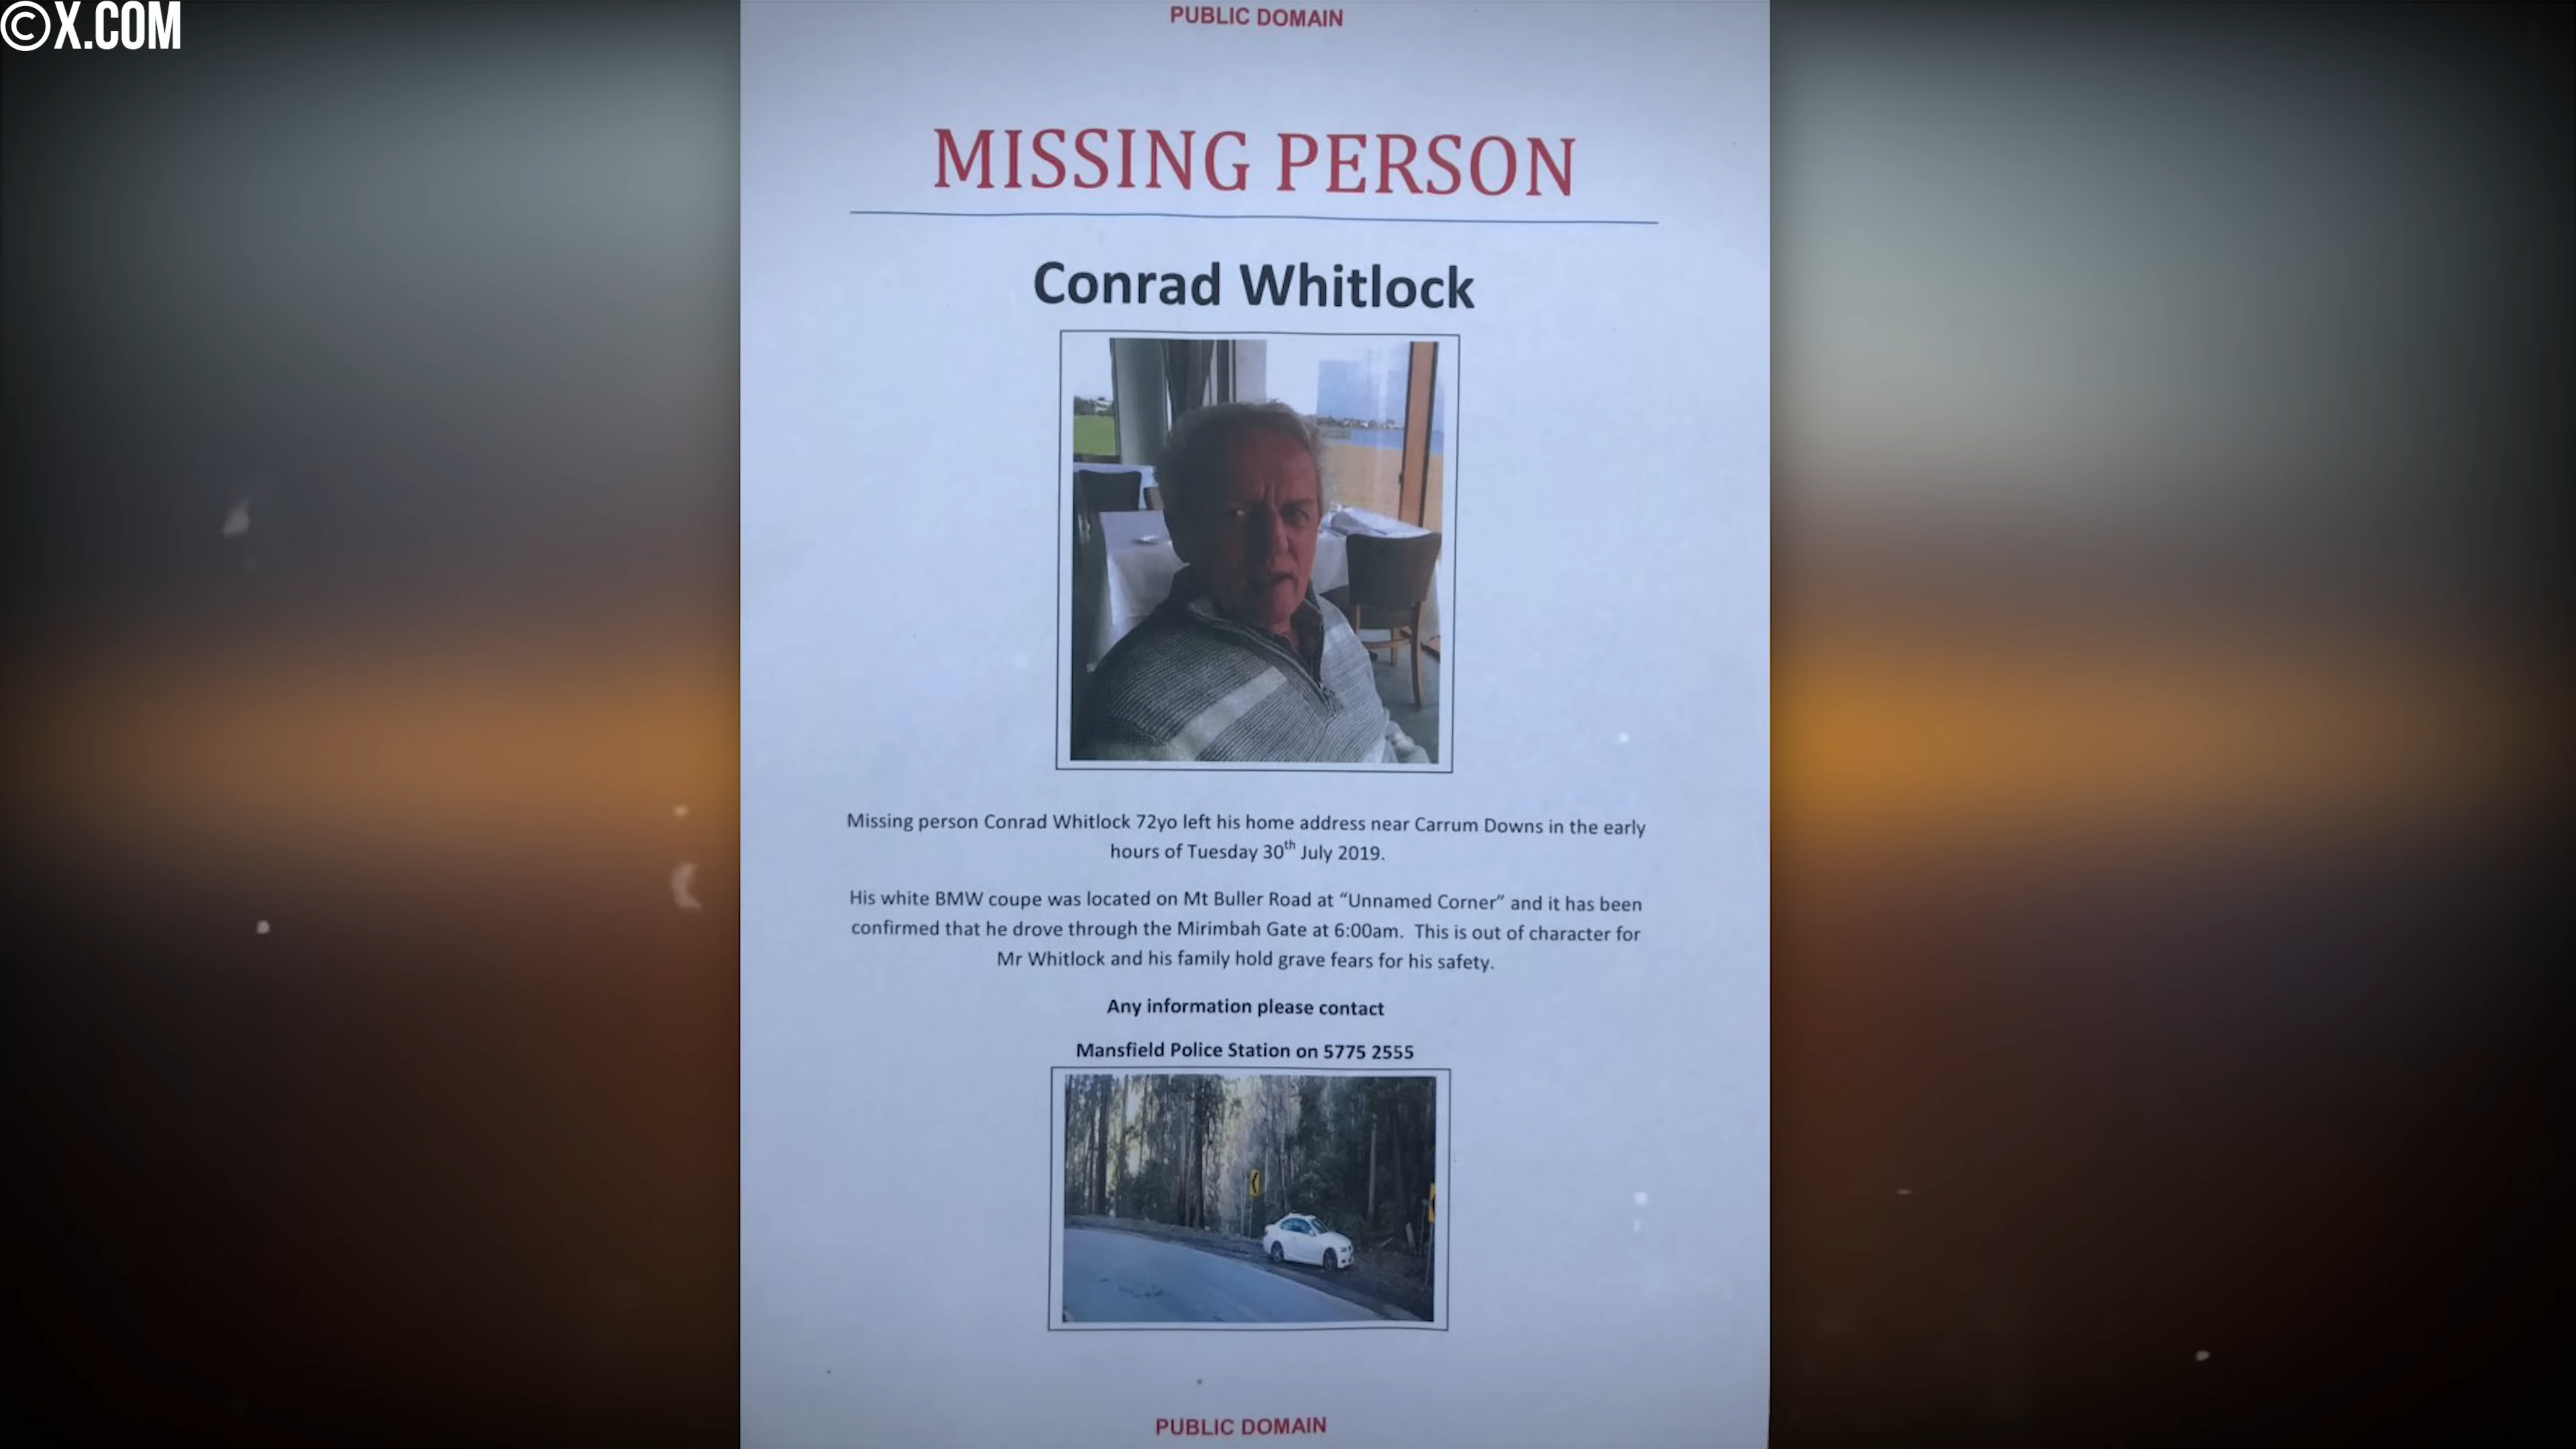 ©X.COM
PUBLIC DOMAIN
MISSING PERSON
Conrad Whitlock
Missing person Conrad Whitlock 72yo left his home address near Carrum Downs in the early
hours of Tuesday 30th July 2019.
His white BMW coupe was located on Mt Buller Road at “Unnamed Corner” and it has been
confirmed that he drove through the Mirimbah Gate at 6:00am. This is out of character for
Mr Whitlock and his family hold grave fears for his safety.
Any information please contact
Mansfield Police Station on 5775 2555
PUBLIC DOMAIN